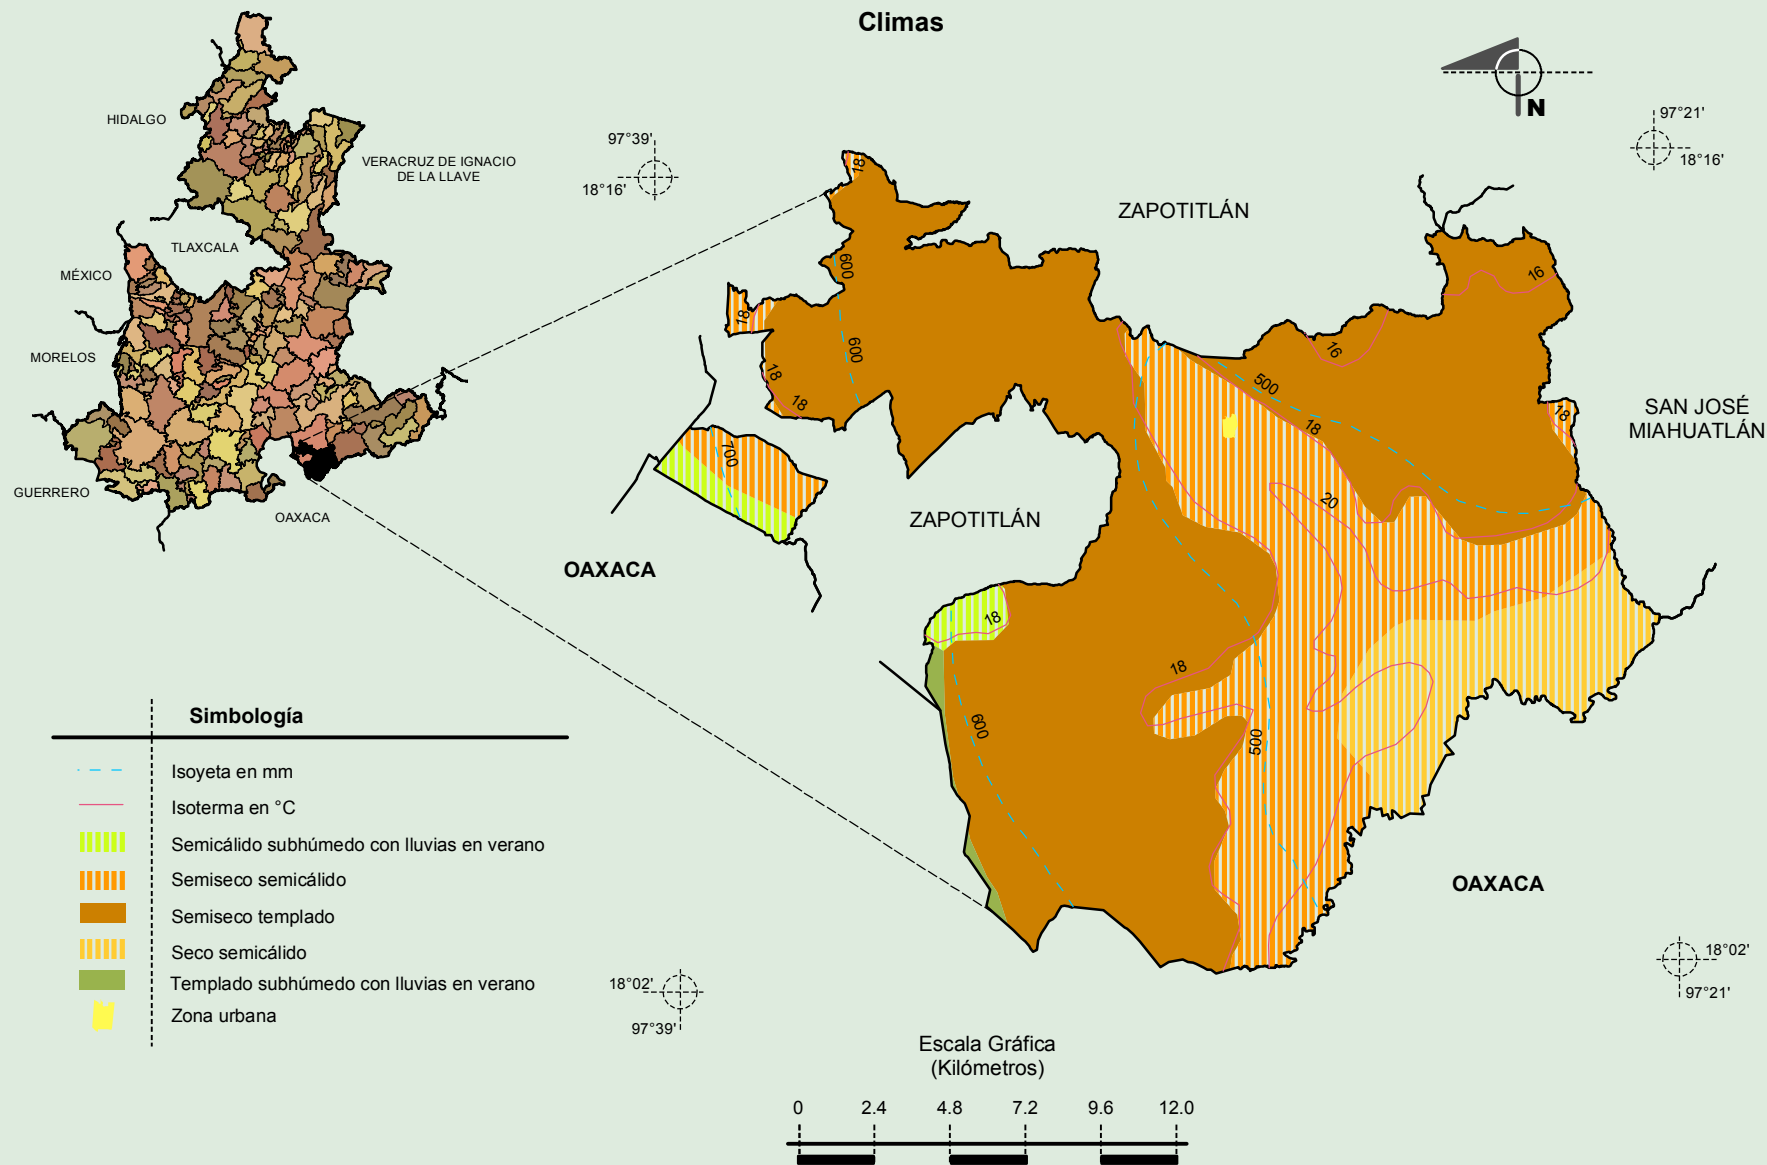 Climas
N
HIDALGO
VERACRUZ DE IGNACIO
DE LA LLAVE
TLAXCALA
MÉXICO
MORELOS
GUERRERO
OAXACA
97°39'
18°16'
97°21'
18°16'
ZAPOTITLÁN
18
600
16
18
600
16
18
18
500
18
SAN JOSÉ
MIAHUATLÁN
18
700
20
ZAPOTITLÁN
OAXACA
18
18
600
500
OAXACA
Simbología
Isoyeta en mm
Isoterma en °C
Semicálido subhúmedo con lluvias en verano
Semiseco semicálido
Semiseco templado
Seco semicálido
Templado subhúmedo con lluvias en verano
Zona urbana
18°02'
97°39'
18°02'
97°21'
Escala Gráfica
(Kilómetros)
0 2.4 4.8 7.2 9.6 12.0